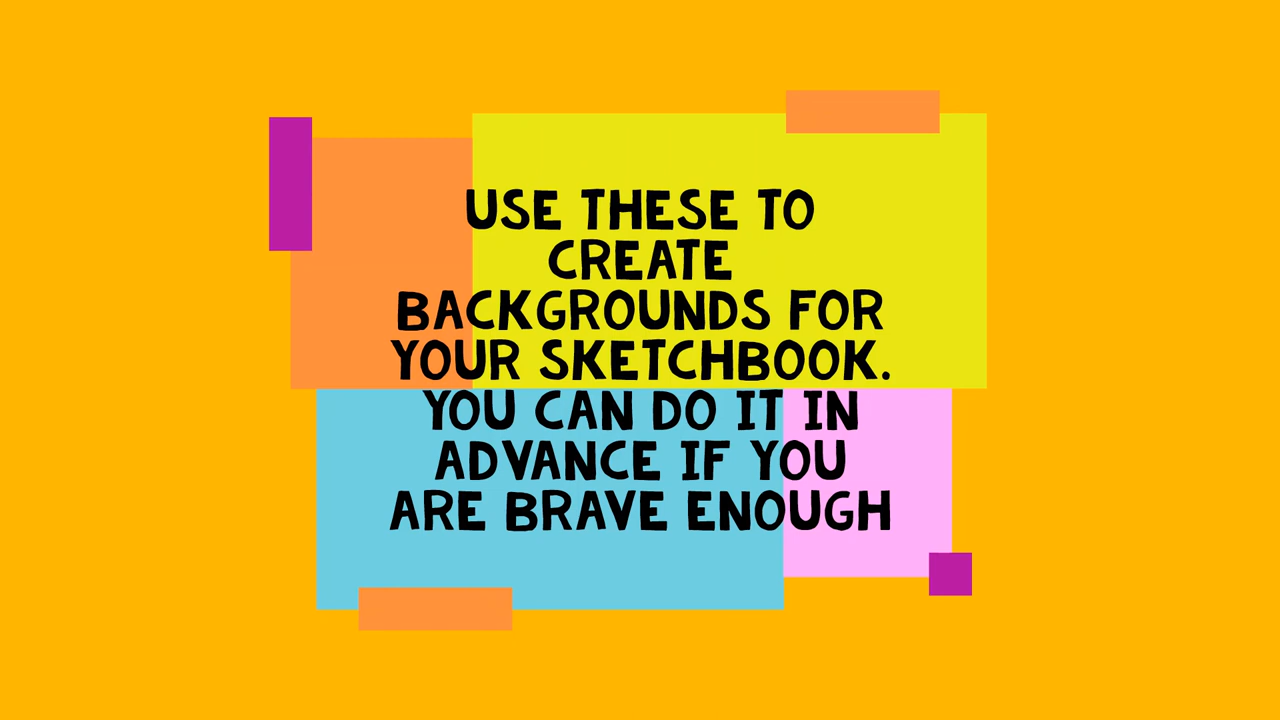 USE THESE TO
CREATE
BACKGROUNDS FOR
YOUR SKETCHBOOK.
YOU CAN DO IT IN
ADVANCE IF YOU
ARE BRAVE ENOUGH